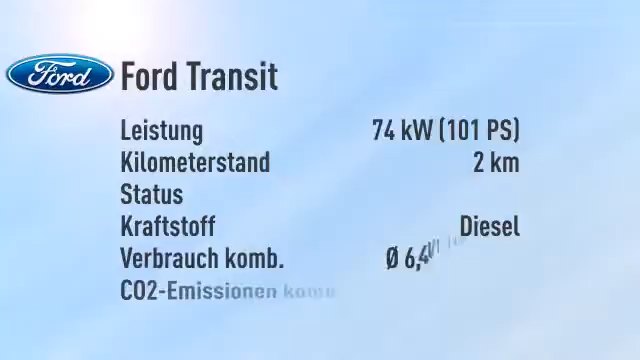 Ford
Ford Transit
Leistung 74 kW (101 PS)
Kilometerstand 2 km
Status
Kraftstoff Diesel
Verbrauch komb. Ø 6,4
CO2-Emissionen